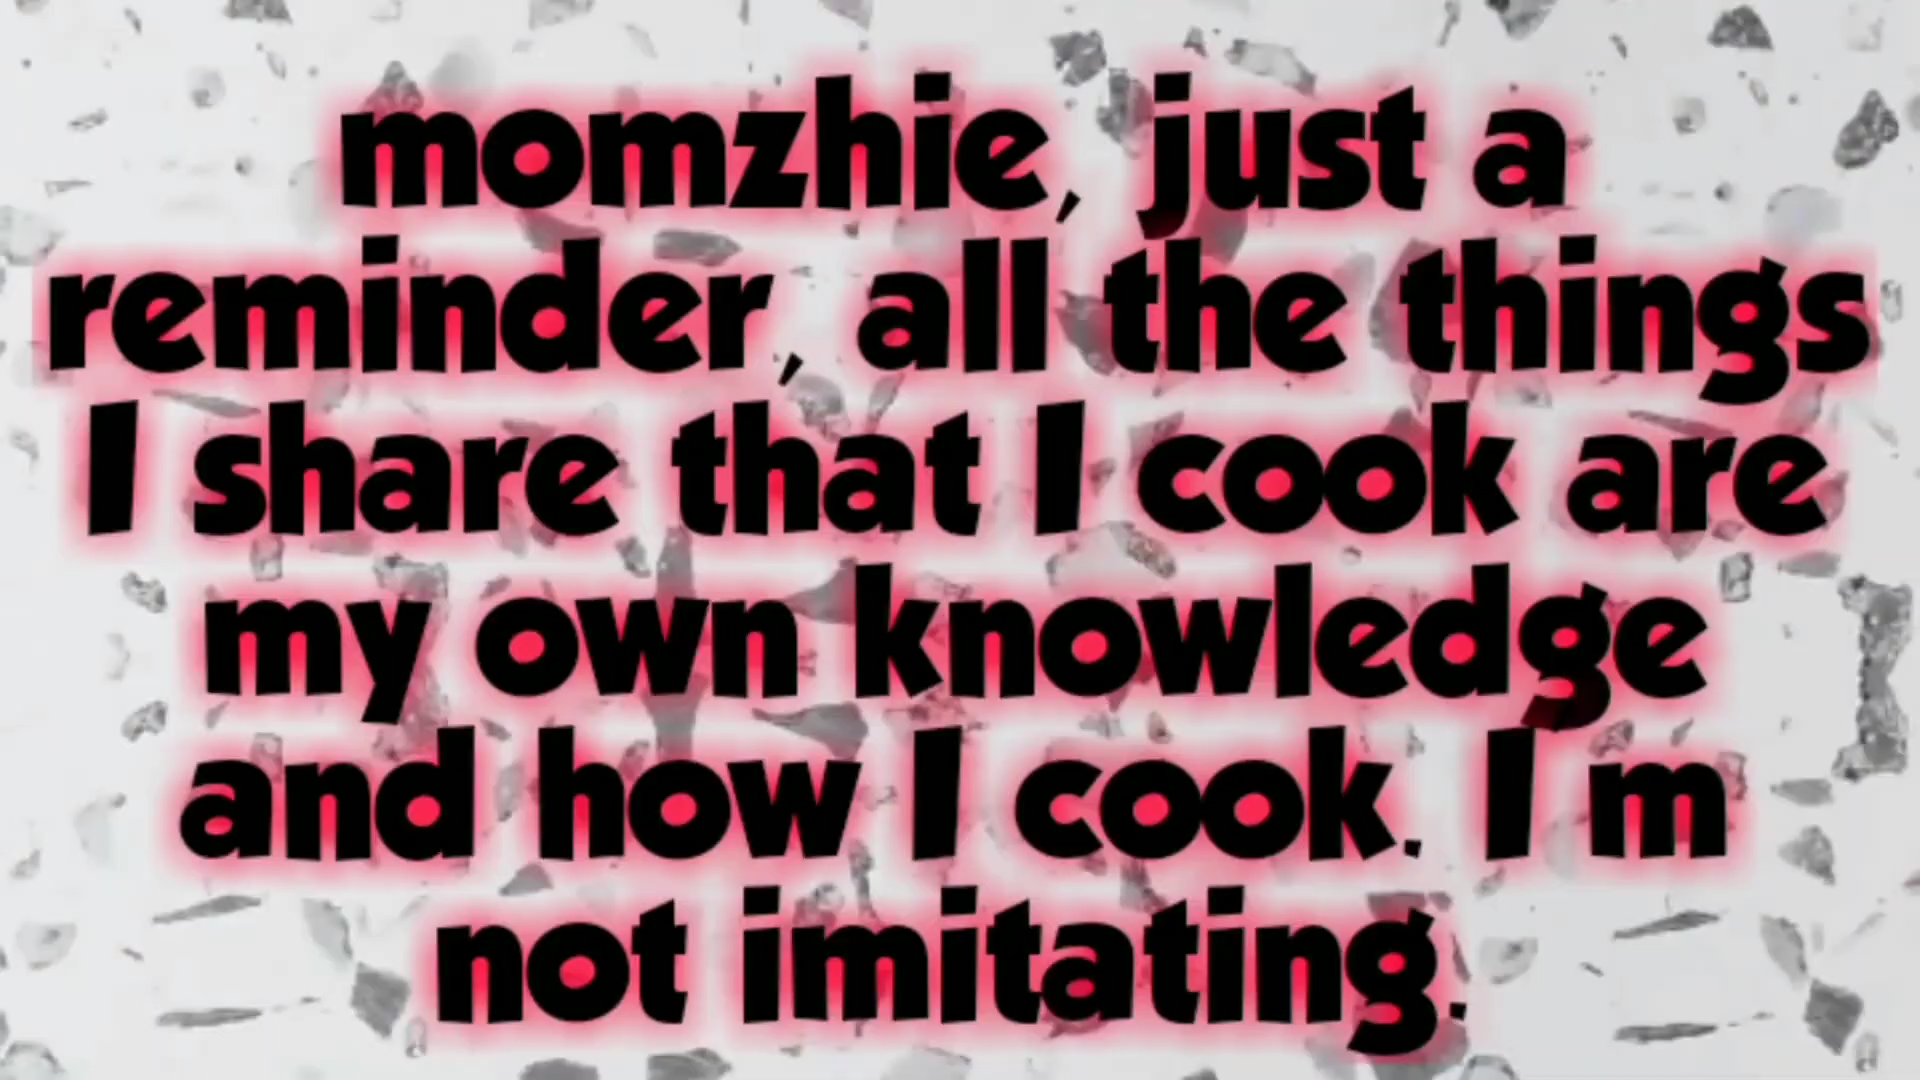 momzhie, just a
reminder, all the things
I share that I cook are
my own knowledge
and how I cook. I m
not imitating.